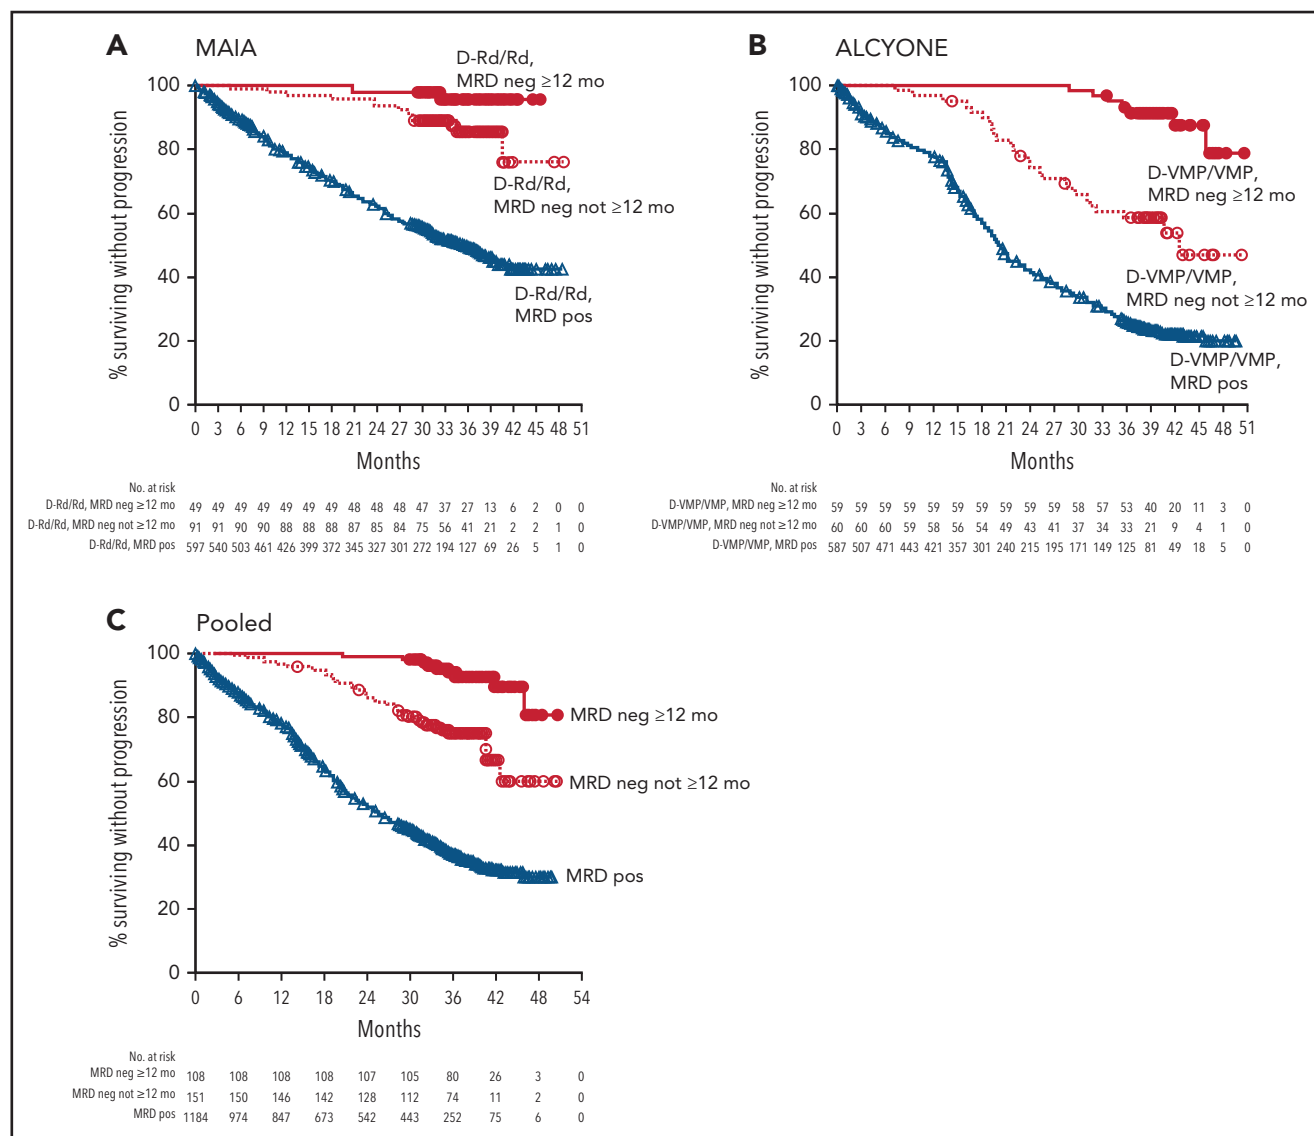 A MAIA
100
80
60
40
20
0
% surviving without progression
D-Rd/Rd,
MRD neg ≥12 mo
D-Rd/Rd,
MRD neg not ≥12 mo
D-Rd/Rd,
MRD pos
0 3 6 9 12 15 18 21 24 27 30 33 36 39 42 45 48 51
Months
No. at risk
D-Rd/Rd, MRD neg ≥12 mo 49 49 49 49 49 49 49 48 48 48 47 37 27 13 6 2 0 0
D-Rd/Rd, MRD neg not ≥12 mo 91 91 90 90 88 88 88 87 85 84 75 56 41 21 2 2 1 0
D-Rd/Rd, MRD pos 597 540 503 461 426 399 372 345 327 301 272 194 127 69 26 5 1 0
B ALCYONE
100
80
60
40
20
0
% surviving without progression
D-VMP/VMP,
MRD neg ≥12 mo
D-VMP/VMP,
MRD neg not ≥12 mo
D-VMP/VMP,
MRD pos
0 3 6 9 12 15 18 21 24 27 30 33 36 39 42 45 48 51
Months
No. at risk
D-VMP/VMP, MRD neg ≥12 mo 59 59 59 59 59 59 59 59 59 59 58 57 53 40 20 11 3 0
D-VMP/VMP, MRD neg not ≥12 mo 60 60 60 59 58 56 54 49 43 41 37 34 33 21 9 4 1 0
D-VMP/VMP, MRD pos 587 507 471 443 421 357 301 240 215 195 171 149 125 81 49 18 5 0
C Pooled
100
80
60
40
20
0
% surviving without progression
MRD neg ≥12 mo
MRD neg not ≥12 mo
MRD pos
0 6 12 18 24 30 36 42 48 54
Months
No. at risk
MRD neg ≥12 mo 108 108 108 108 107 105 80 26 3 0
MRD neg not ≥12 mo 151 150 146 142 128 112 74 11 2 0
MRD pos 1184 974 847 673 542 443 252 75 6 0